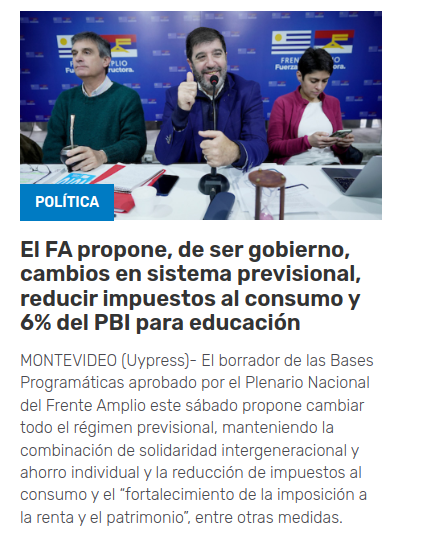 FRENTE AMPLIO
Fuerza Transformadora.
POLÍTICA
El FA propone, de ser gobierno,
cambios en sistema previsional,
reducir impuestos al consumo y
6% del PBI para educación
MONTEVIDEO (Uypress)- El borrador de las Bases
Programáticas aprobado por el Plenario Nacional
del Frente Amplio este sábado propone cambiar
todo el régimen previsional, manteniendo la
combinación de solidaridad intergeneracional y
ahorro individual y la reducción de impuestos al
consumo y el “fortalecimiento de la imposición a
la renta y el patrimonio”, entre otras medidas.